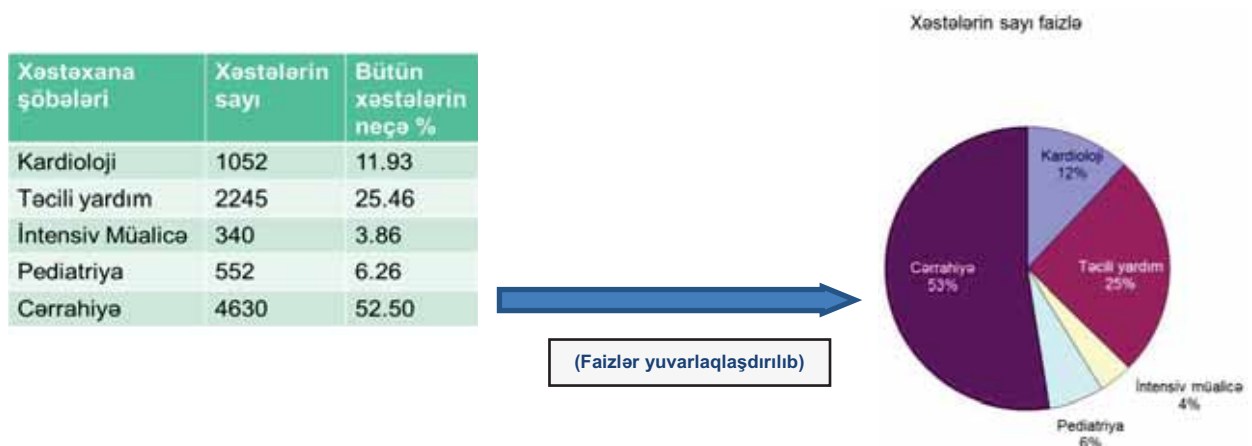 Xəstələrin sayı faizlə
Xəstəxana şöbələri
Xəstələrin sayı
Bütün xəstələrin neçə %
Kardioloji 1052 11.93
Təcili yardım 2245 25.46
İntensiv Müalicə 340 3.86
Pediatriya 552 6.26
Cərrahiyə 4630 52.50
(Faizlər yuvarlaqlaşdırılıb)
Kardioloji
12%
Təcili yardım
25%
Cərrahiyə
53%
İntensiv müalicə
4%
Pediatriya
6%